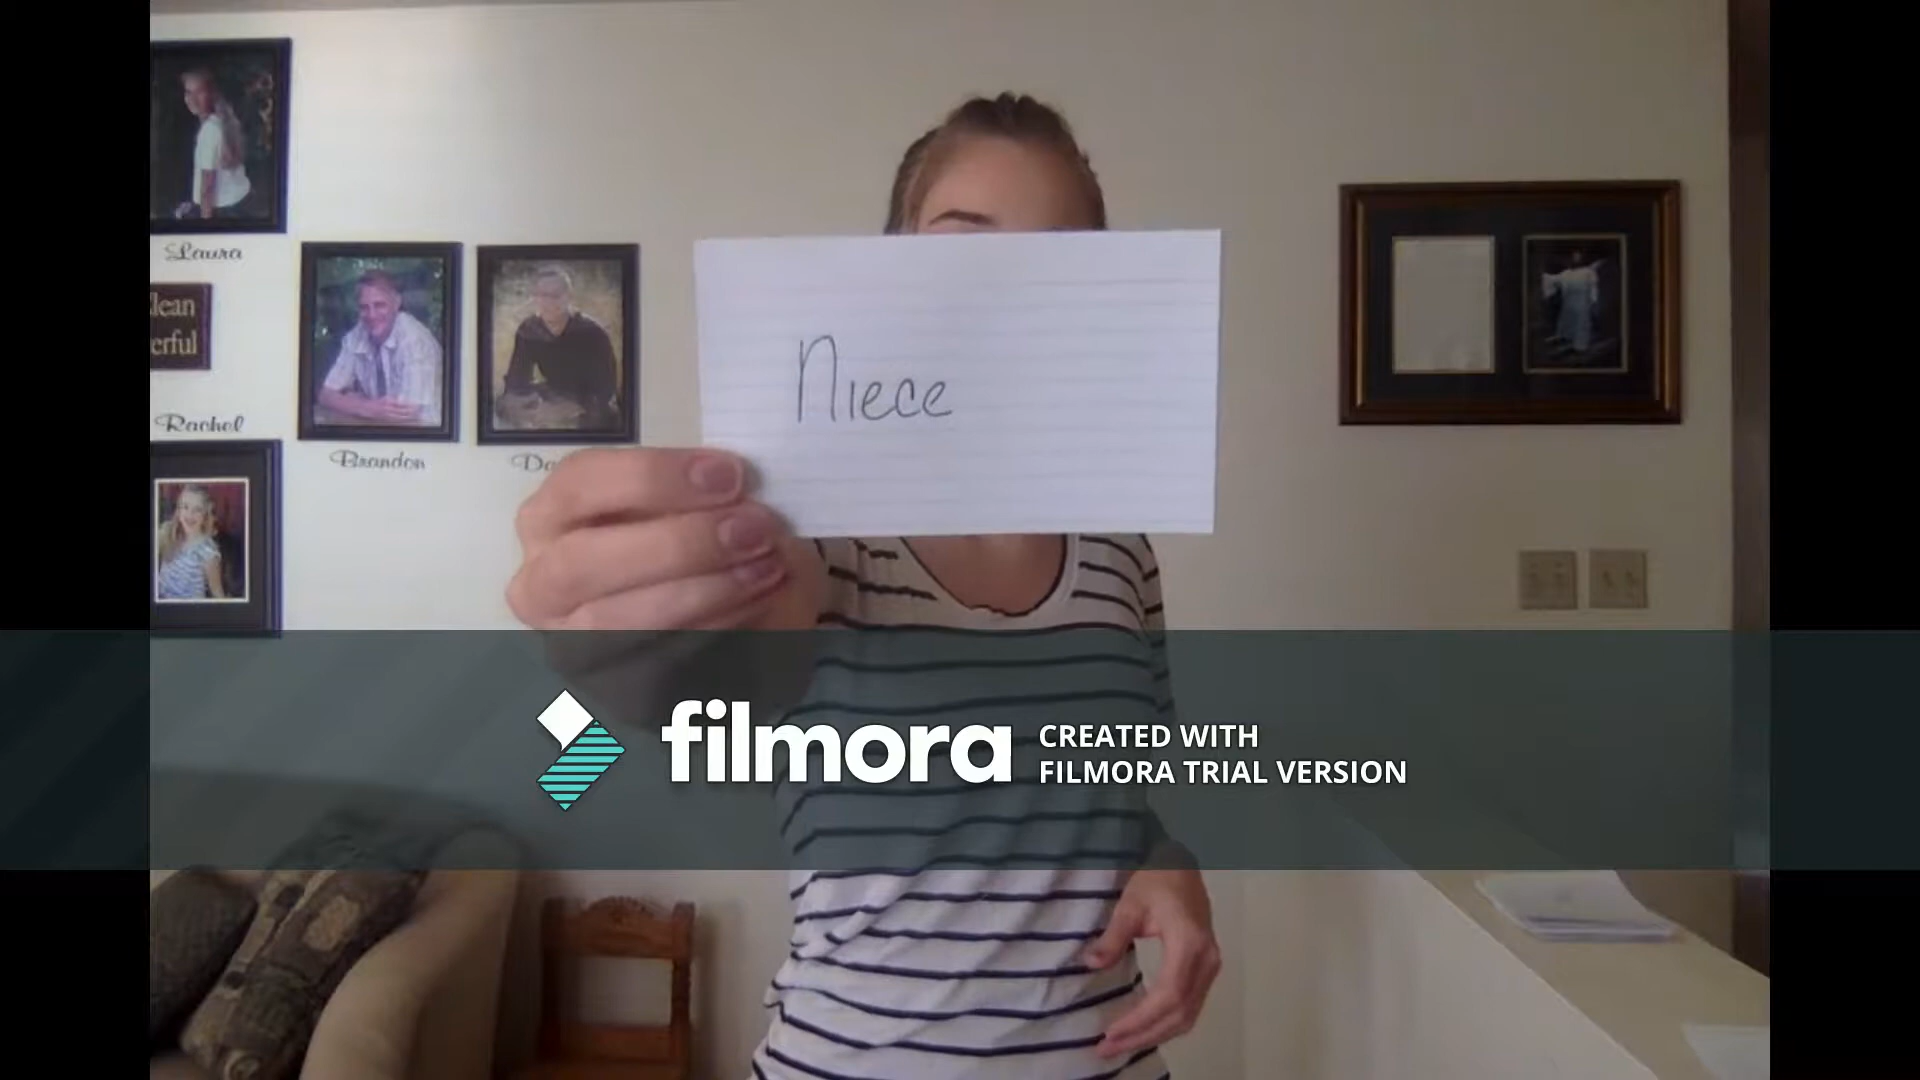 Laura
lean
erful
Rachel
Brandon
Niece
filmora
CREATED WITH
FILMORA TRIAL VERSION